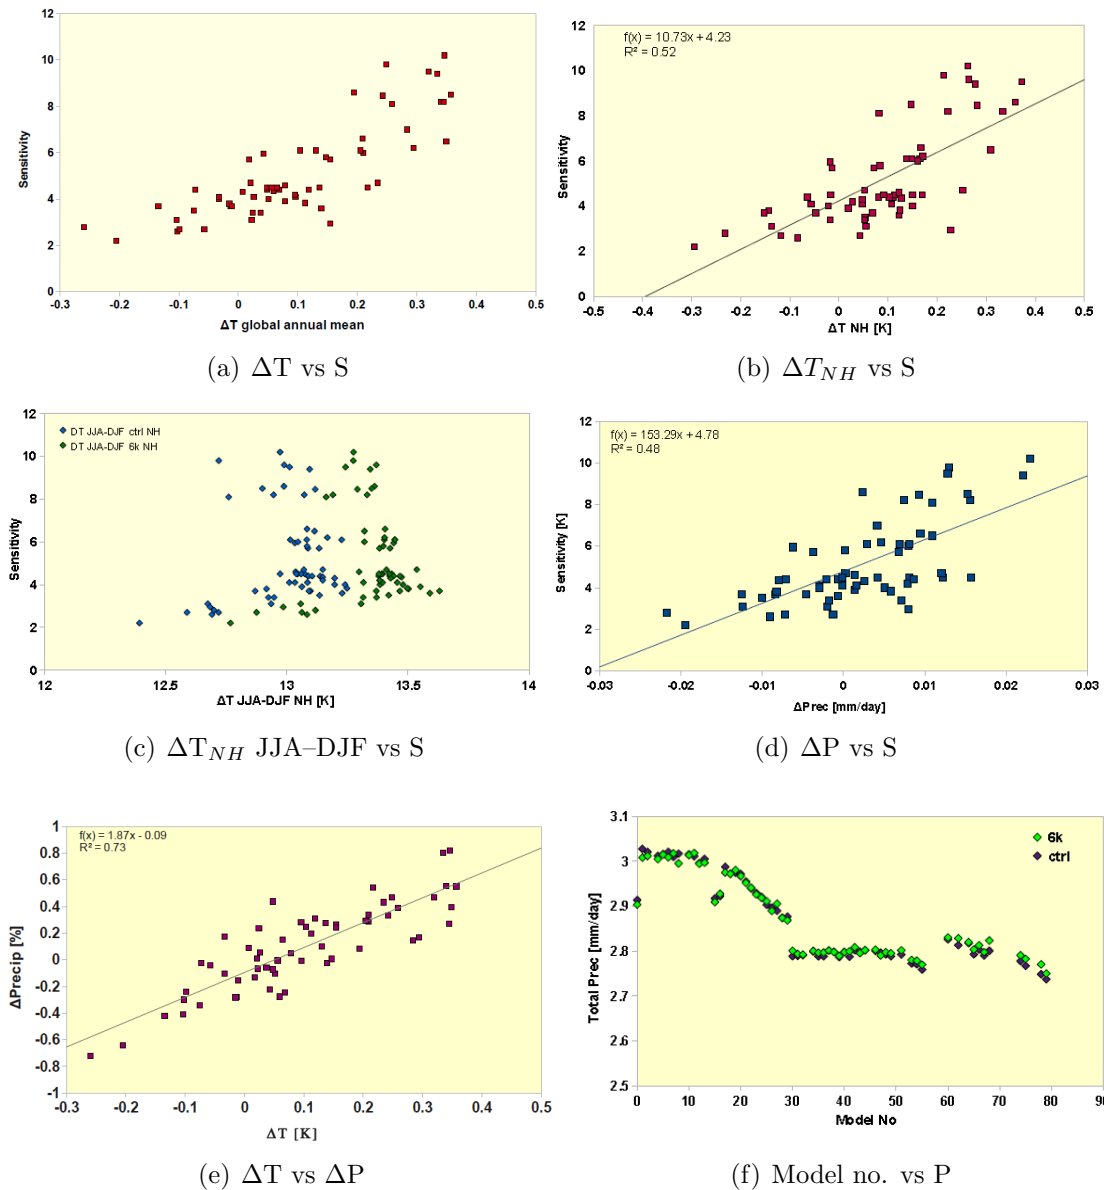 12
10
8
6
4
2
0
Sensitivity
-0.3 -0.2 -0.1 0 0.1 0.2 0.3 0.4 0.5
ΔT global annual mean
(a) ΔT vs S
f(x) = 10.73x + 4.23
R² = 0.52
12
10
8
6
4
2
0
Sensitivity
-0.5 -0.5 -0.3 -0.2 -0.1 0 0.1 0.2 0.3 0.4 0.5
ΔT NH [K]
(b) ΔT_NH vs S
DT JJA-DJF ctrl NH
DT JJA-DJF 6k NH
12
10
8
6
4
2
0
Sensitivity
12 12.5 13 13.5 14
ΔT JJA-DJF NH [K]
(c) ΔT_NH JJA–DJF vs S
f(x) = 153.29x + 4.78
R² = 0.48
12
10
8
6
4
2
0
Sensitivity [K]
-0.03 -0.02 -0.01 0 0.01 0.02 0.03
ΔPrec [mm/day]
(d) ΔP vs S
f(x) = 1.87x - 0.09
R² = 0.73
1
0.8
0.6
0.4
0.2
0
-0.2
-0.4
-0.6
-0.8
-1
ΔPrecip [%]
-0.3 -0.2 -0.1 0 0.1 0.2 0.3 0.4 0.5
ΔT [K]
(e) ΔT vs ΔP
6k
ctrl
3.1
3
2.9
2.8
2.7
2.6
2.5
Total Prec [mm/day]
0 10 20 30 40 50 60 70 80 90
Model No
(f) Model no. vs P